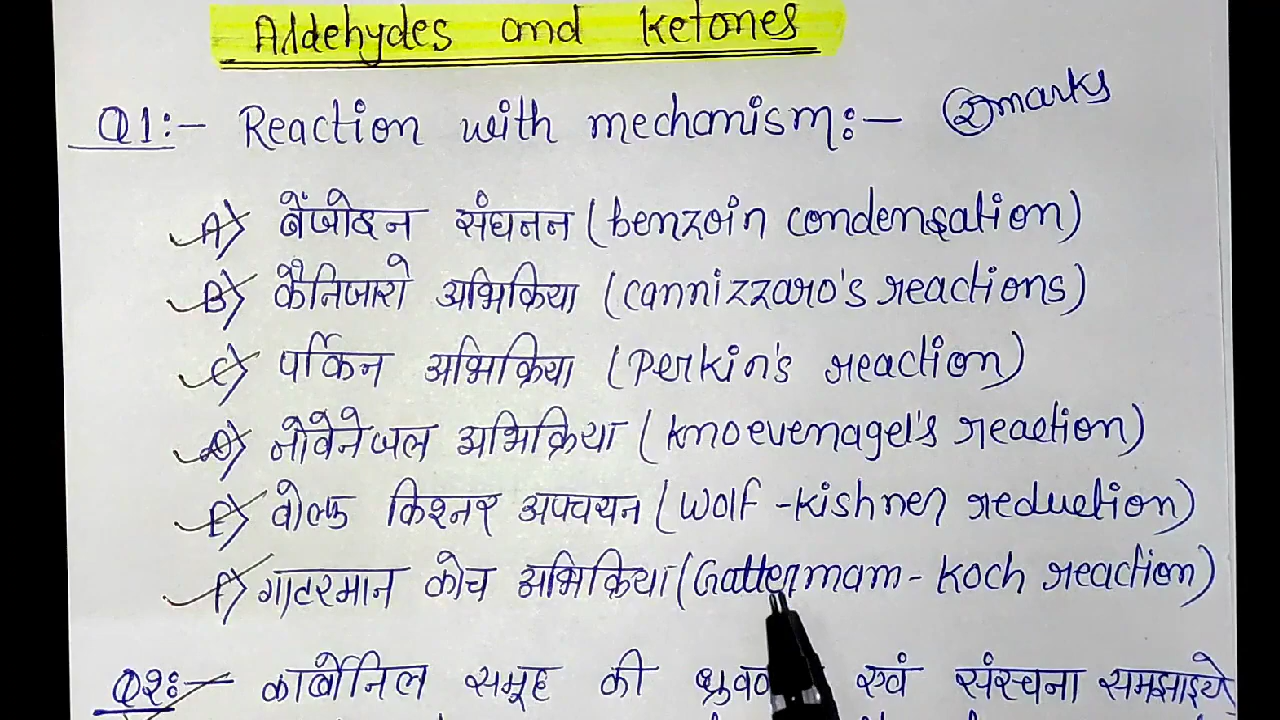 Aldehydes and ketones
Q1:- Reaction with mechanism:- ② marks
A) बेंजोइन संघनन (benzoin condensation)
B) कैनिजारो अभिक्रिया (cannizzaro's reactions)
C) पर्किन अभिक्रिया (Perkin's reaction)
D) नोवेनेजल अभिक्रिया (knoevenagel's reaction)
E) वोल्फ किश्नर अपचयन (Wolf-kishner reduction)
F) गाटरमान कोच अभिक्रिया (Gattermam-koch reaction)
Q2:- कार्बोनिल समूह की एवं संरचना समझाइये